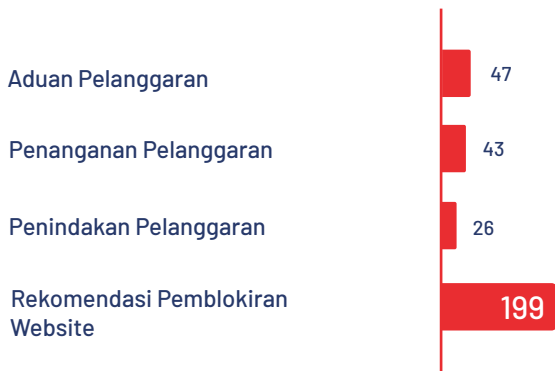 Aduan Pelanggaran 47
Penanganan Pelanggaran 43
Penindakan Pelanggaran 26
Rekomendasi Pemblokiran
Website
199